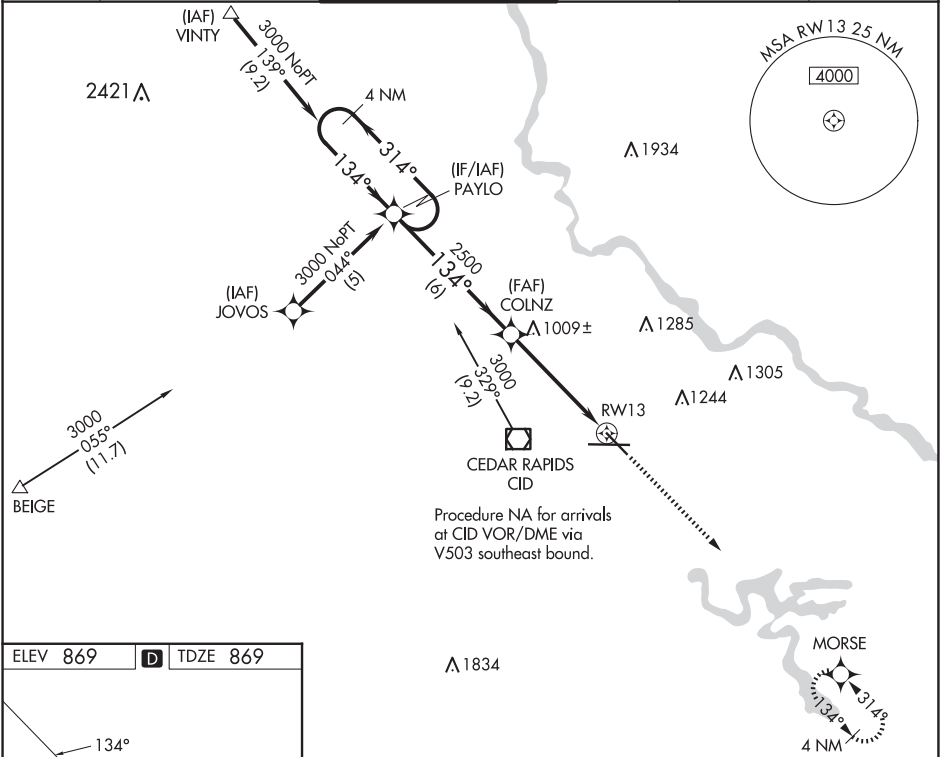 (IAF)
VINTY
3000 NoPT
139°
(9.2)
2421
4 NM
314°
134°
(IF/IAF)
PAYLO
1934
MSA RW13 25 NM
4000
3000 NoPT
044°
(5)
(IAF)
JOVOS
2500
134°
(6)
(FAF)
COLNZ
1009±
1285
1305
1244
3000
329°
(9.2)
RW13
3000
055°
(11.7)
BEIGE
CEDAR RAPIDS
CID
Procedure NA for arrivals
at CID VOR/DME via
V503 southeast bound.
ELEV 869 D TDZE 869
134°
1834
MORSE
134°
314°
4 NM